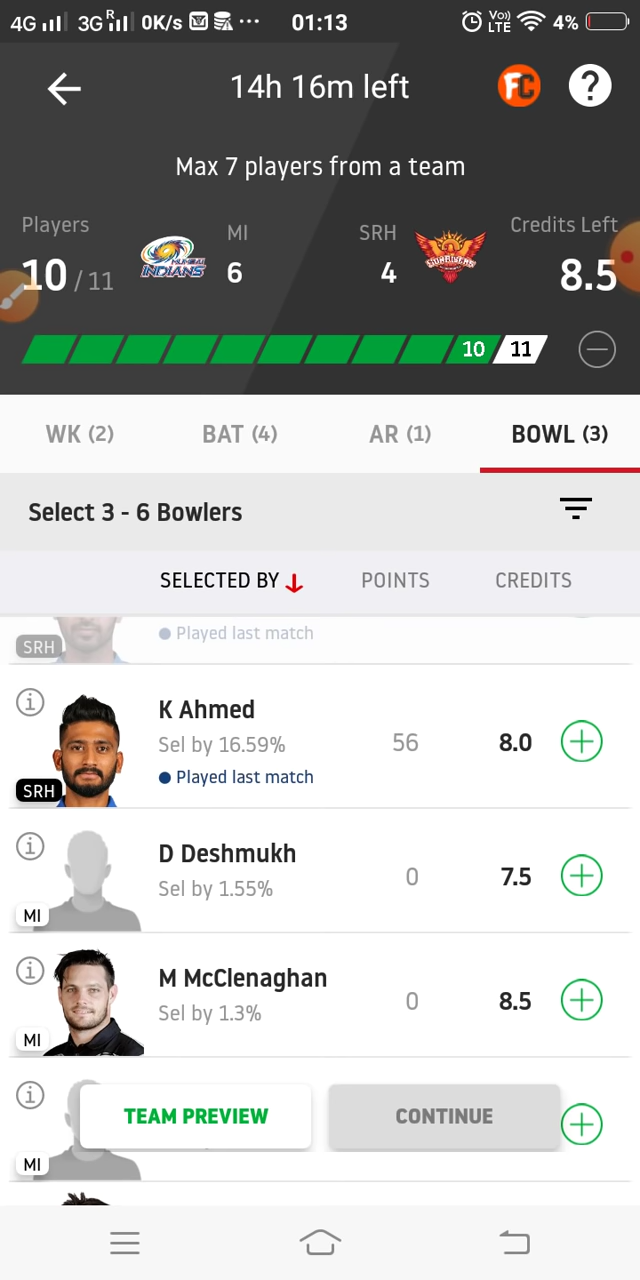 4G 3G R 0K/s ... 01:13 Vo) LTE 4%
14h 16m left FC ?
Max 7 players from a team
Players MI SRH Credits Left
10 / 11 MUMBAI INDIANS 6 4 SUNRISERS 8.5
10 11
WK (2) BAT (4) AR (1) BOWL (3)
Select 3 - 6 Bowlers
SELECTED BY POINTS CREDITS
Played last match
SRH
K Ahmed
Sel by 16.59% 56 8.0
Played last match
SRH
D Deshmukh
Sel by 1.55% 0 7.5
MI
M McClenaghan
Sel by 1.3% 0 8.5
MI
TEAM PREVIEW CONTINUE
MI